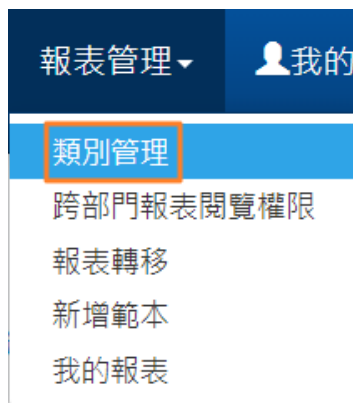 報表管理 我的
類別管理
跨部門報表閱覽權限
報表轉移
新增範本
我的報表